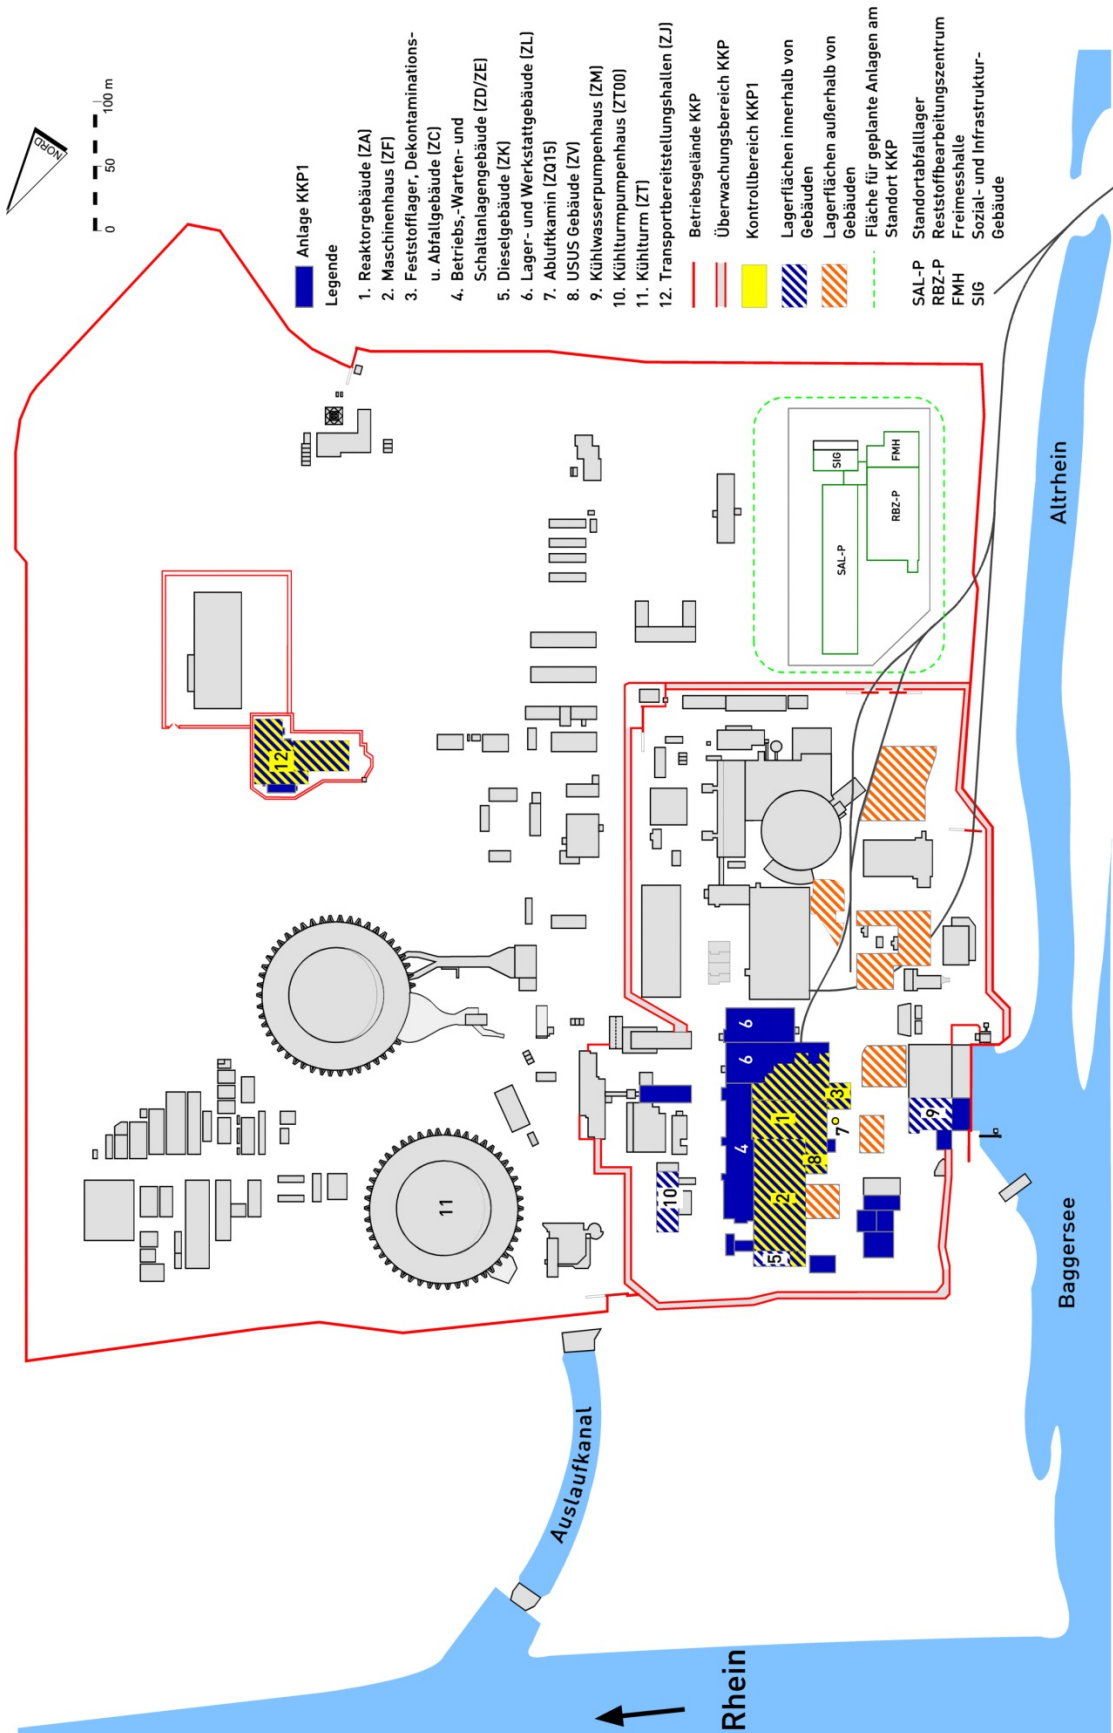 NORD
0 50 100 m
Anlage KKP1
Legende
1. Reaktorgebäude (ZA)
2. Maschinenhaus (ZF)
3. Feststofflager, Dekontaminations-
u. Abfallgebäude (ZC)
4. Betriebs,-Warten- und
Schaltanlagengebäude (ZD/ZE)
5. Dieselgebäude (ZK)
6. Lager- und Werkstattgebäude (ZL)
7. Abluftkamin (ZQ15)
8. USUS Gebäude (ZV)
9. Kühlwasserpumpenhaus (ZM)
10. Kühlturmpumpenhaus (ZT00)
11. Kühlturm (ZT)
12. Transportbereitstellungshallen (ZJ)
Betriebsgelände KKP
Überwachungsbereich KKP
Kontrollbereich KKP1
Lagerflächen innerhalb von
Gebäuden
Lagerflächen außerhalb von
Gebäuden
Fläche für geplante Anlagen am
Standort KKP
SAL-P Standortabfalllager
RBZ-P Reststoffbearbeitungszentrum
FMH Freimesshalle
SIG Sozial- und Infrastruktur-
Gebäude
12
11
10
6
6
4
1
3
2
8
7
5
9
SIG
FMH
SAL-P
RBZ-P
Auslaufkanal
Rhein
Baggersee
Altrhein